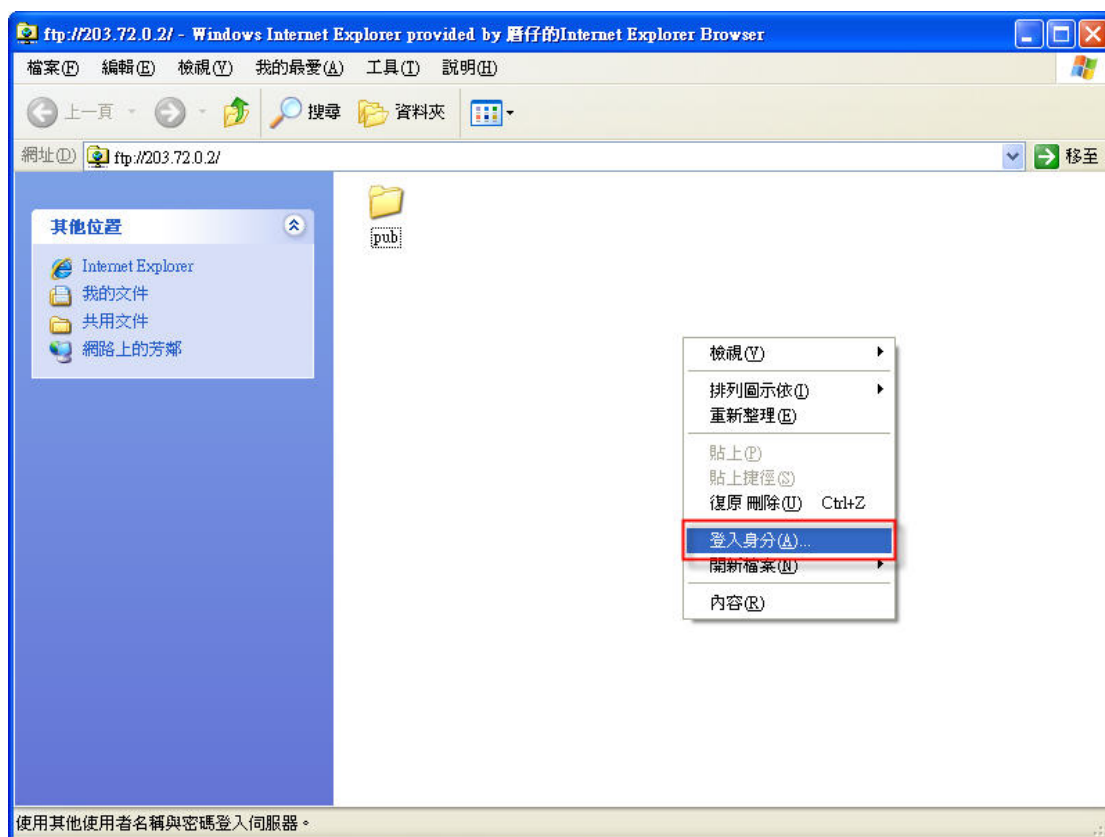 ftp://203.72.0.2/ - Windows Internet Explorer provided by 厝仔的Internet Explorer Browser
檔案(F) 編輯(E) 檢視(V) 我的最愛(A) 工具(T) 說明(H)
上一頁 搜尋 資料夾
網址(D) ftp://203.72.0.2/ 移至
其他位置
Internet Explorer
我的文件
共用文件
網路上的芳鄰
pub
檢視(V)
排列圖示依(I)
重新整理(E)
貼上(P)
貼上捷徑(S)
復原 刪除(U) Ctrl+Z
登入身分(A)...
開新檔案(N)
內容(R)
使用其他使用者名稱與密碼登入伺服器。